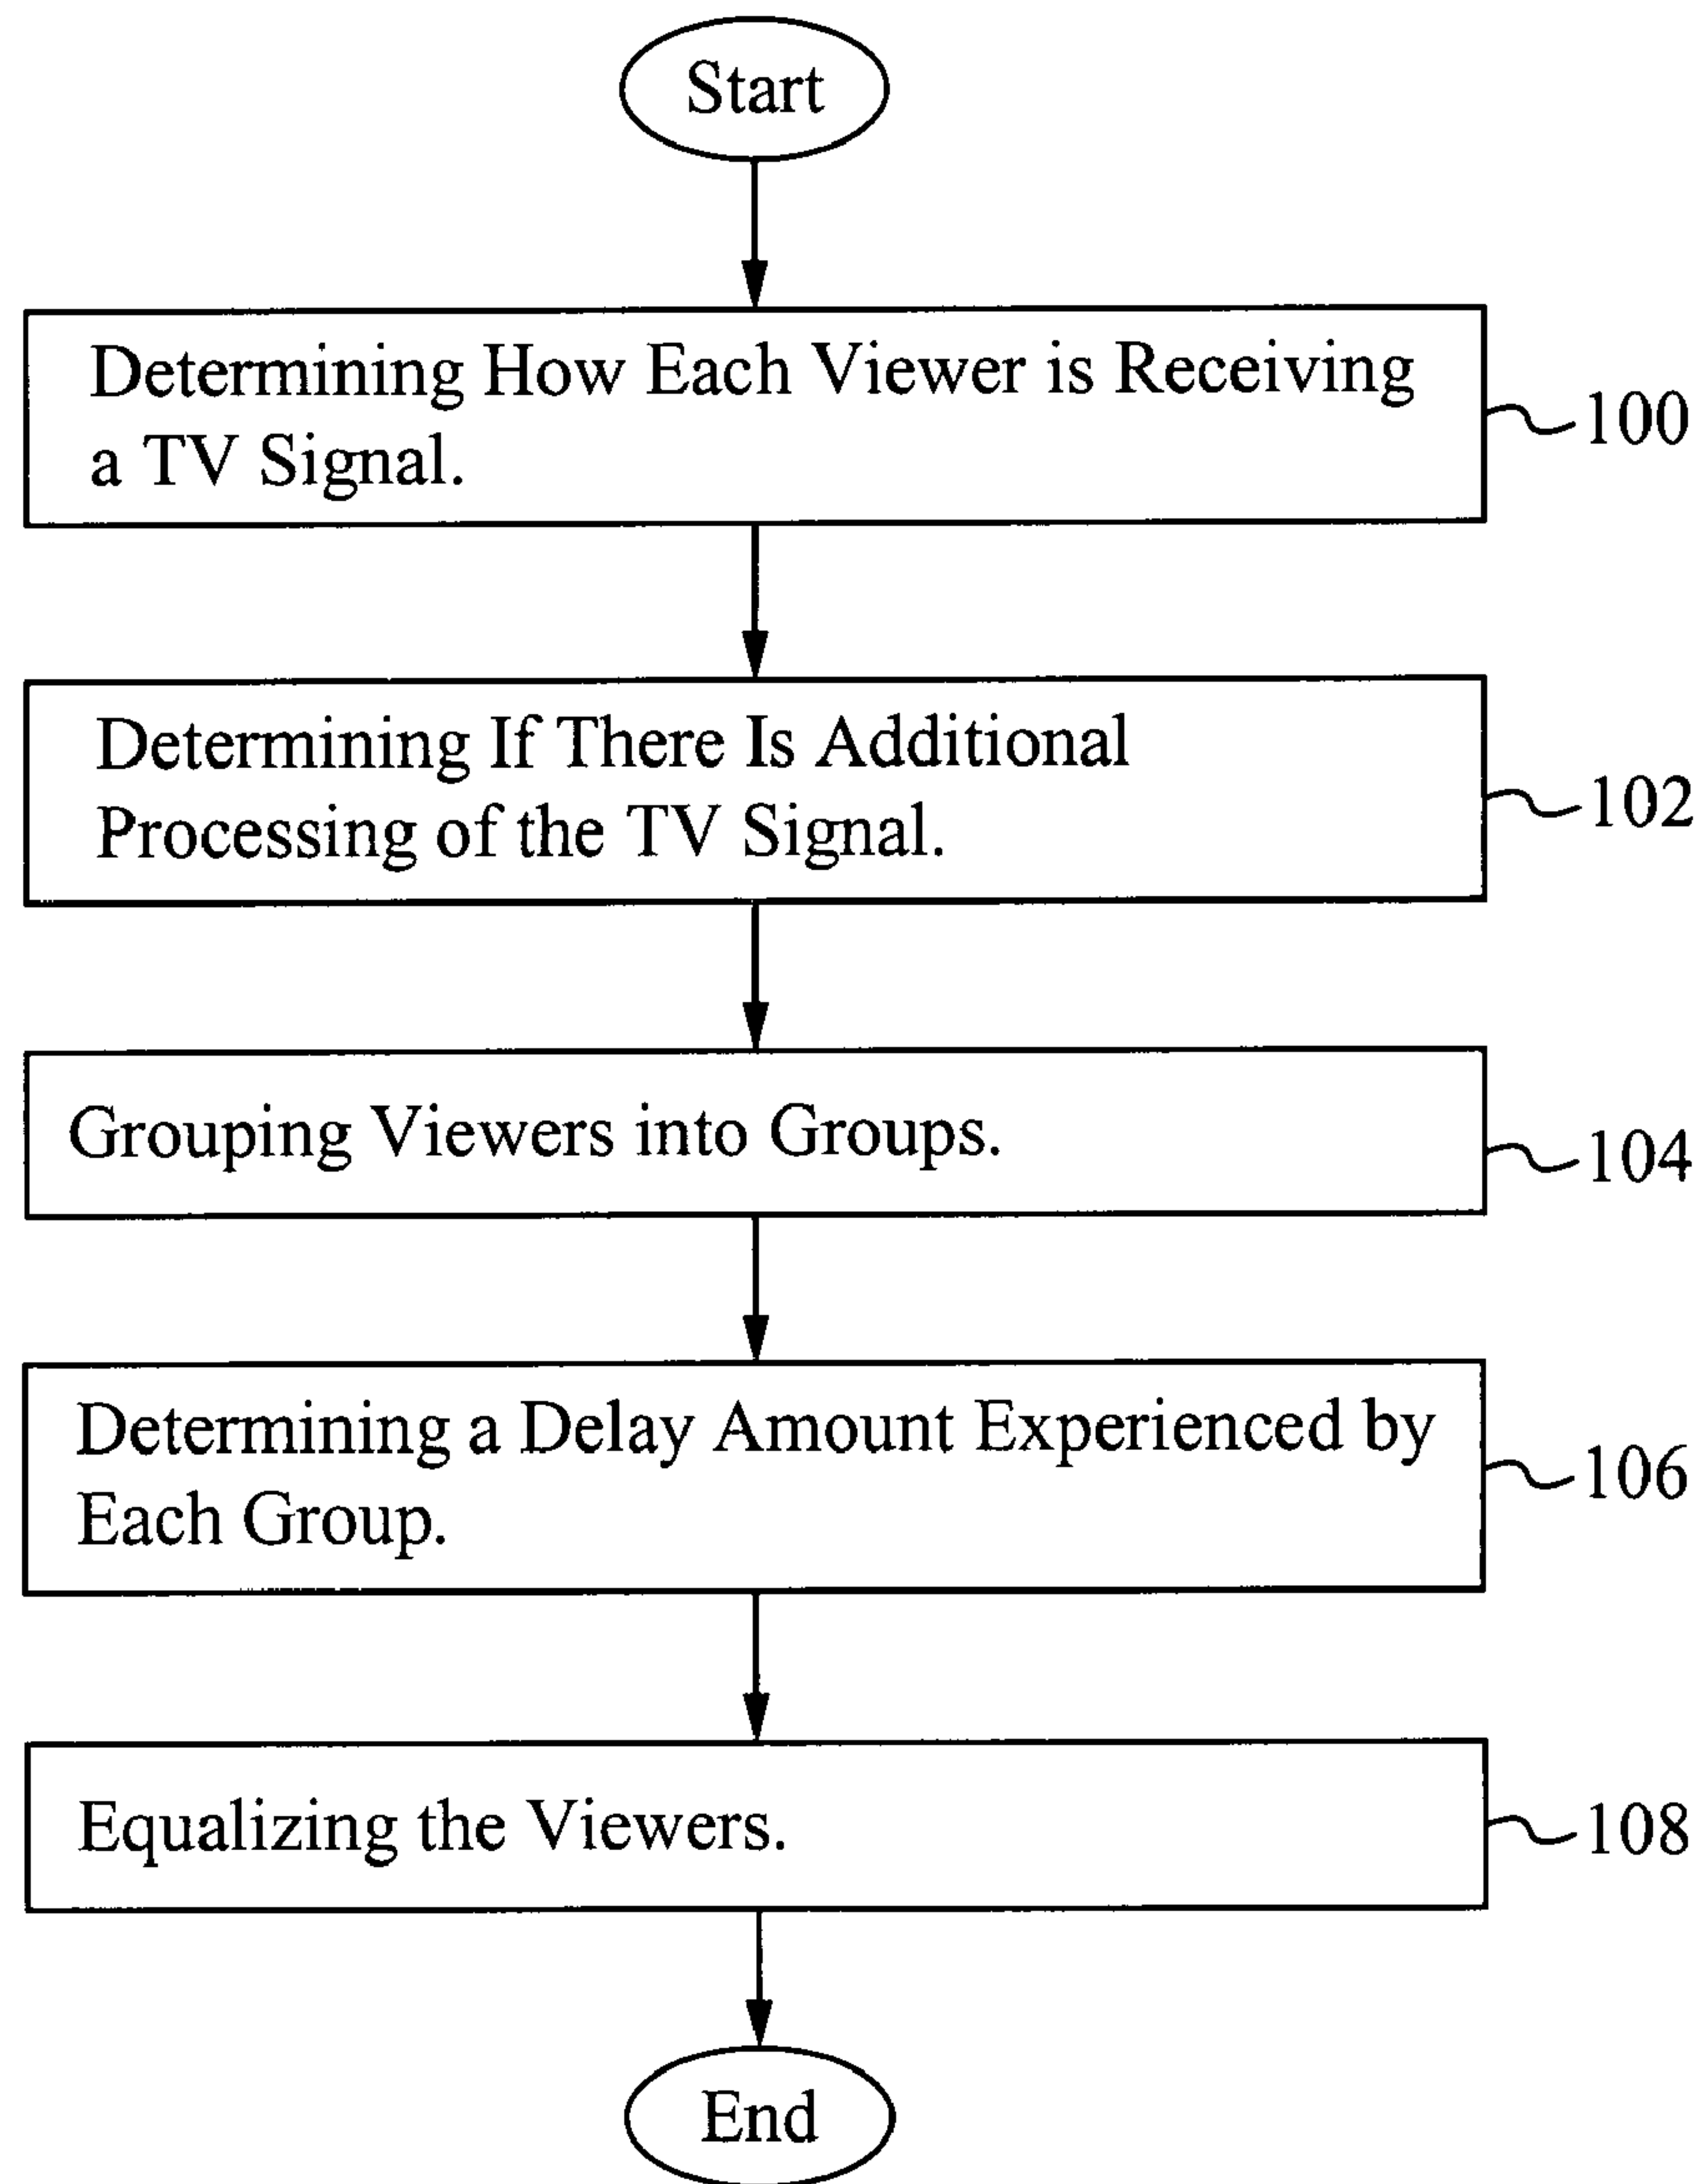 Start
Determining How Each Viewer is Receiving
a TV Signal.
100
Determining If There Is Additional
Processing of the TV Signal.
102
Grouping Viewers into Groups.
104
Determining a Delay Amount Experienced by
Each Group.
106
Equalizing the Viewers.
108
End